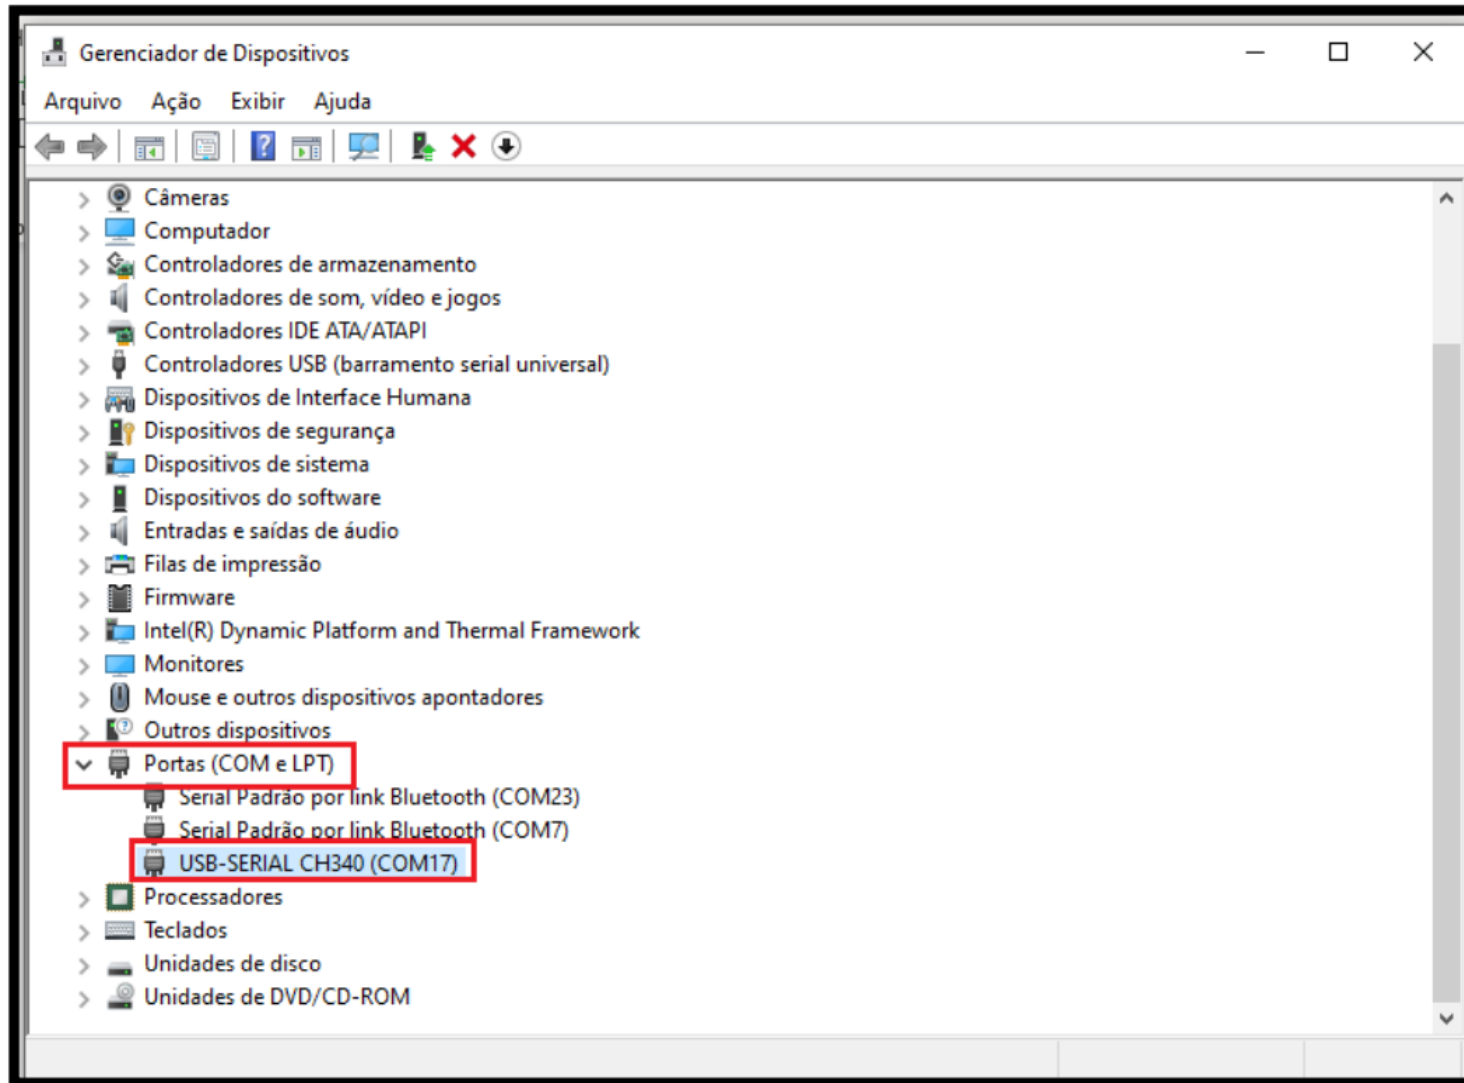 Gerenciador de Dispositivos
Arquivo Ação Exibir Ajuda
Câmeras
Computador
Controladores de armazenamento
Controladores de som, vídeo e jogos
Controladores IDE ATA/ATAPI
Controladores USB (barramento serial universal)
Dispositivos de Interface Humana
Dispositivos de segurança
Dispositivos de sistema
Dispositivos do software
Entradas e saídas de áudio
Filas de impressão
Firmware
Intel(R) Dynamic Platform and Thermal Framework
Monitores
Mouse e outros dispositivos apontadores
Outros dispositivos
Portas (COM e LPT)
Serial Padrão por link Bluetooth (COM23)
Serial Padrão por link Bluetooth (COM7)
USB-SERIAL CH340 (COM17)
Processadores
Teclados
Unidades de disco
Unidades de DVD/CD-ROM